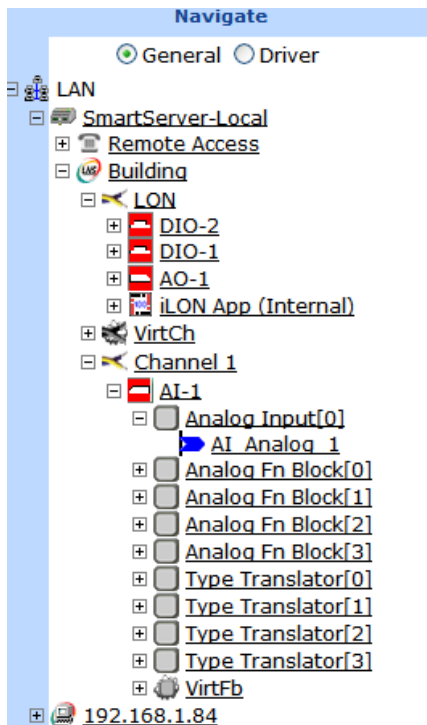 Navigate
General Driver
LAN
SmartServer-Local
Remote Access
Building
LON
DIO-2
DIO-1
AO-1
iLON App (Internal)
VirtCh
Channel 1
AI-1
Analog Input[0]
AI_Analog_1
Analog Fn Block[0]
Analog Fn Block[1]
Analog Fn Block[2]
Analog Fn Block[3]
Type Translator[0]
Type Translator[1]
Type Translator[2]
Type Translator[3]
VirtFb
192.168.1.84